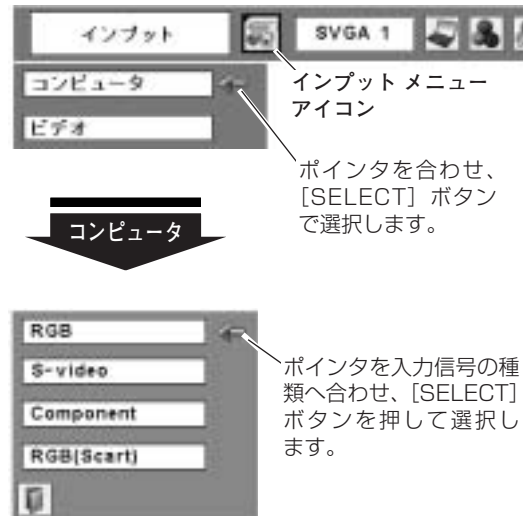 インプット
SVGA 1
コンピュータ
ビデオ
インプット メニュー
アイコン
ポインタを合わせ、
［SELECT］ボタン
で選択します。
コンピュータ
RGB
S-video
Component
RGB(Scart)
ポインタを入力信号の種
類へ合わせ、［SELECT］
ボタンを押して選択し
ます。